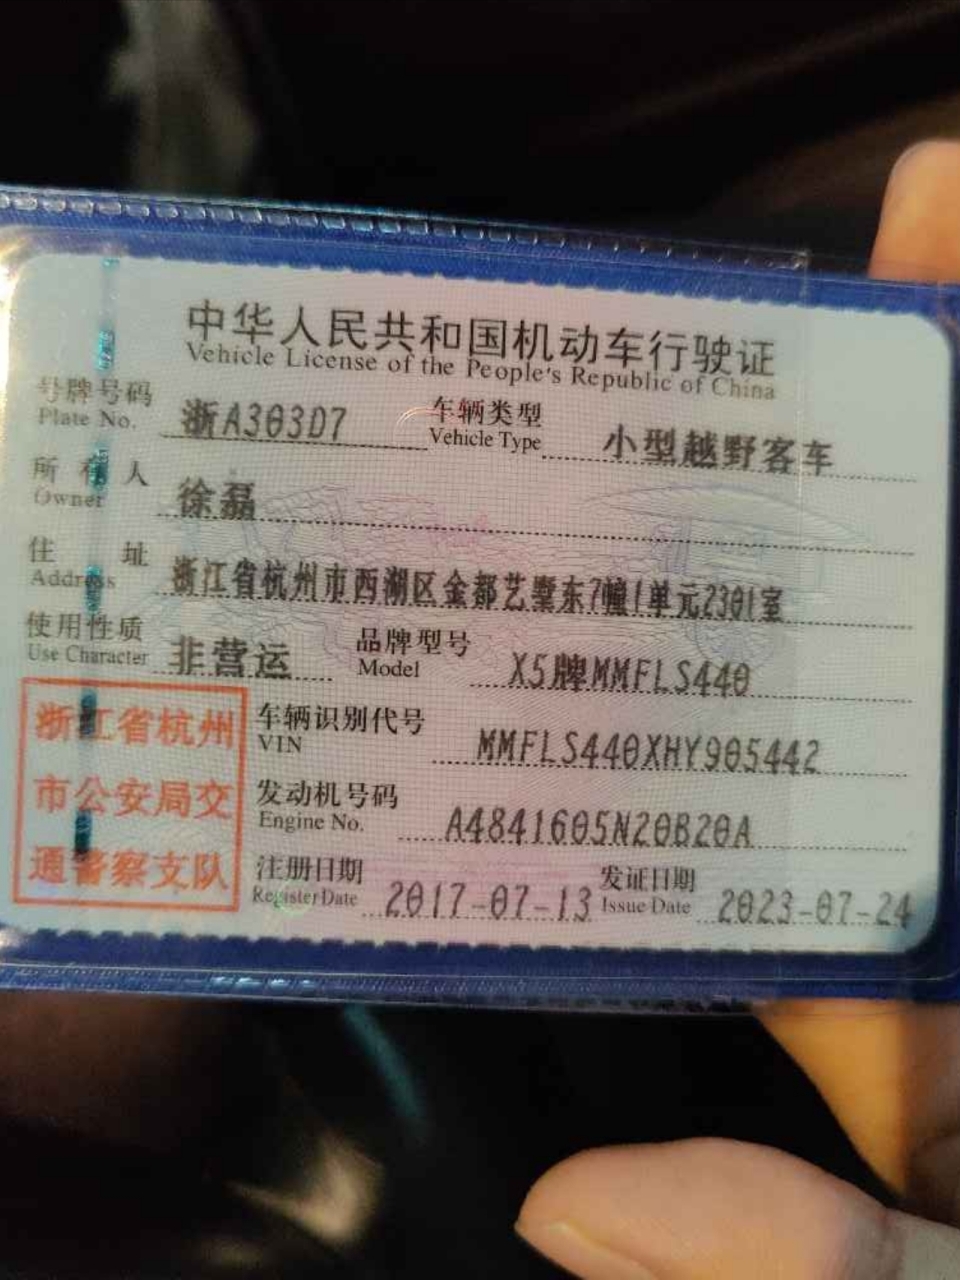 中华人民共和国机动车行驶证
Vehicle License of the People's Republic of China
号牌号码 浙A303D7 车辆类型 小型越野客车
Plate No. Vehicle Type
所有人 徐磊
Owner
住址 浙江省杭州市西湖区金都艺墅东7幢1单元2301室
Address
使用性质 非营运 品牌型号 X5牌MMFLS440
Use Character Model
浙江省杭州
市公安局交
通警察支队
车辆识别代号 MMFLS440XHY905442
VIN
发动机号码 A4841605N20B20A
Engine No.
注册日期 2017-07-13 发证日期 2023-07-24
Register Date Issue Date